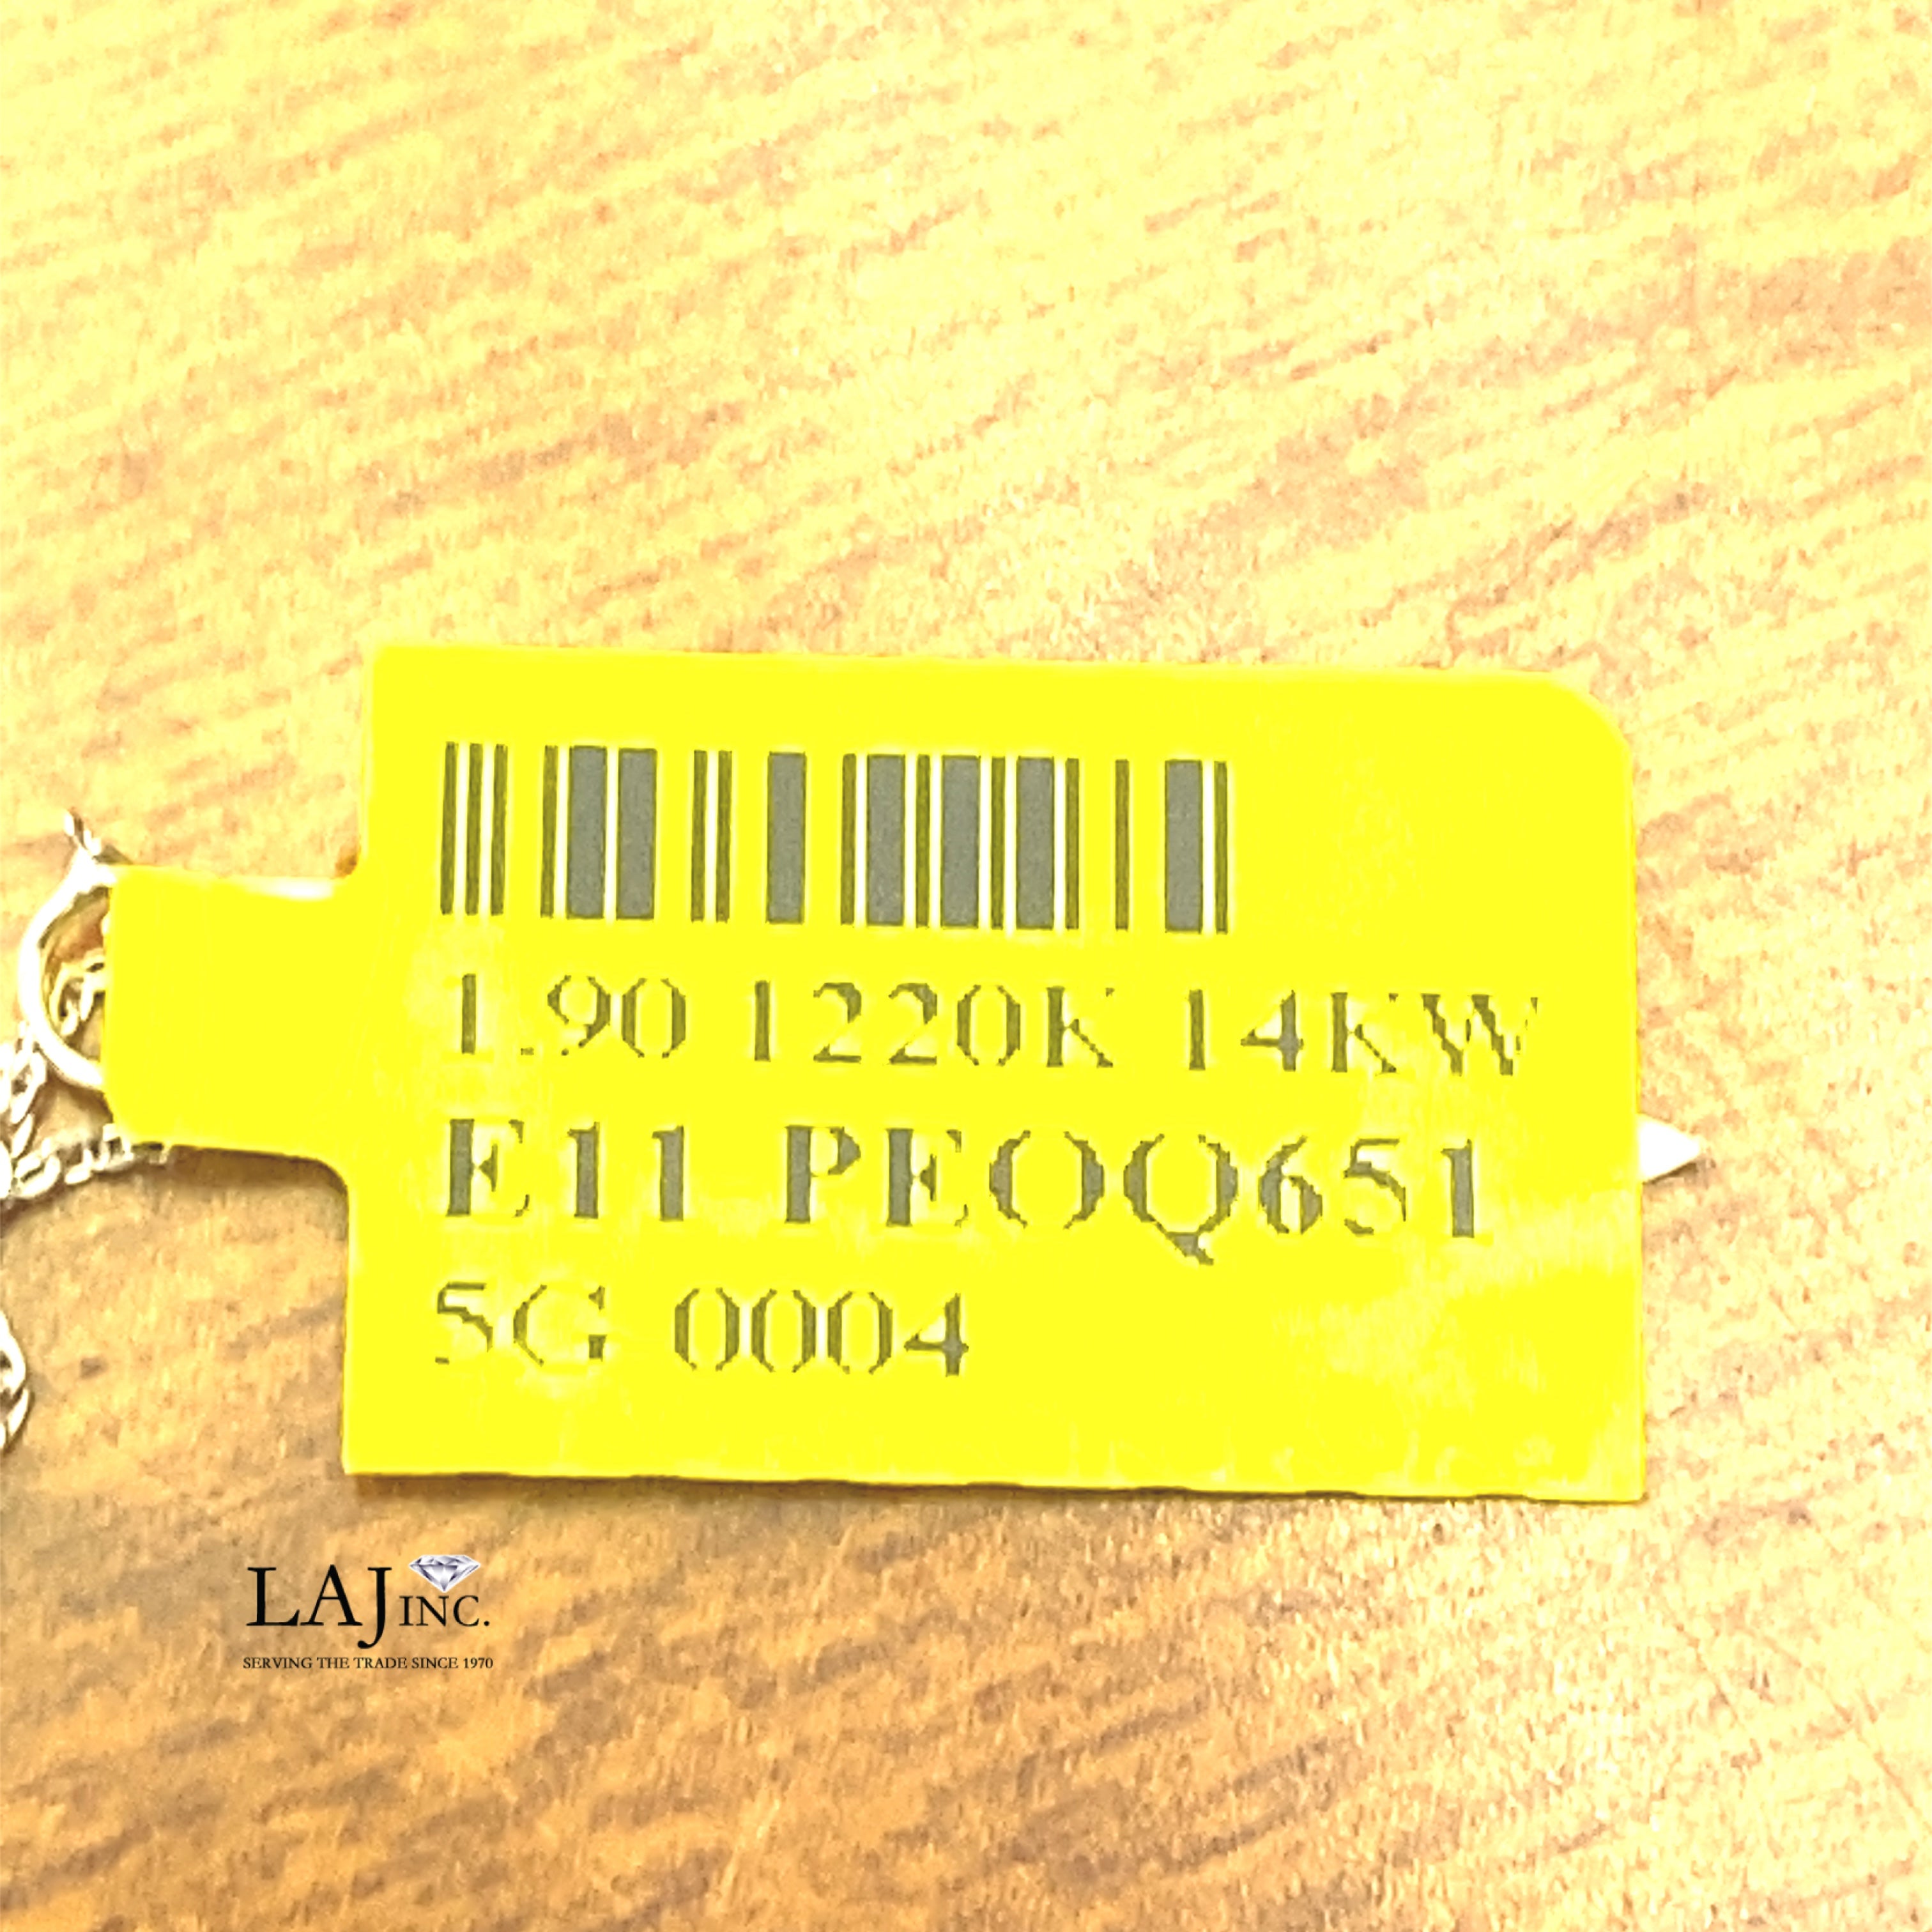 1.90 1220K 14KW
E11 PEOQ651
5G 0004
LAJ INC.
SERVING THE TRADE SINCE 1970